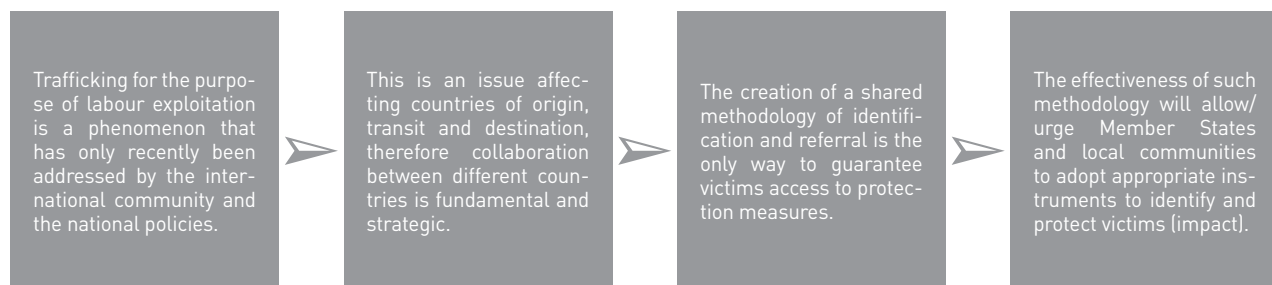 Trafficking for the purpo-
se of labour exploitation
is a phenomenon that
has only recently been
addressed by the inter-
national community and
the national policies.
This is an issue affec-
ting countries of origin,
transit and destination,
therefore collaboration
between different coun-
tries is fundamental and
strategic.
The creation of a shared
methodology of identifi-
cation and referral is the
only way to guarantee
victims access to protec-
tion measures.
The effectiveness of such
methodology will allow/
urge Member States
and local communities
to adopt appropriate ins-
truments to identify and
protect victims (impact).